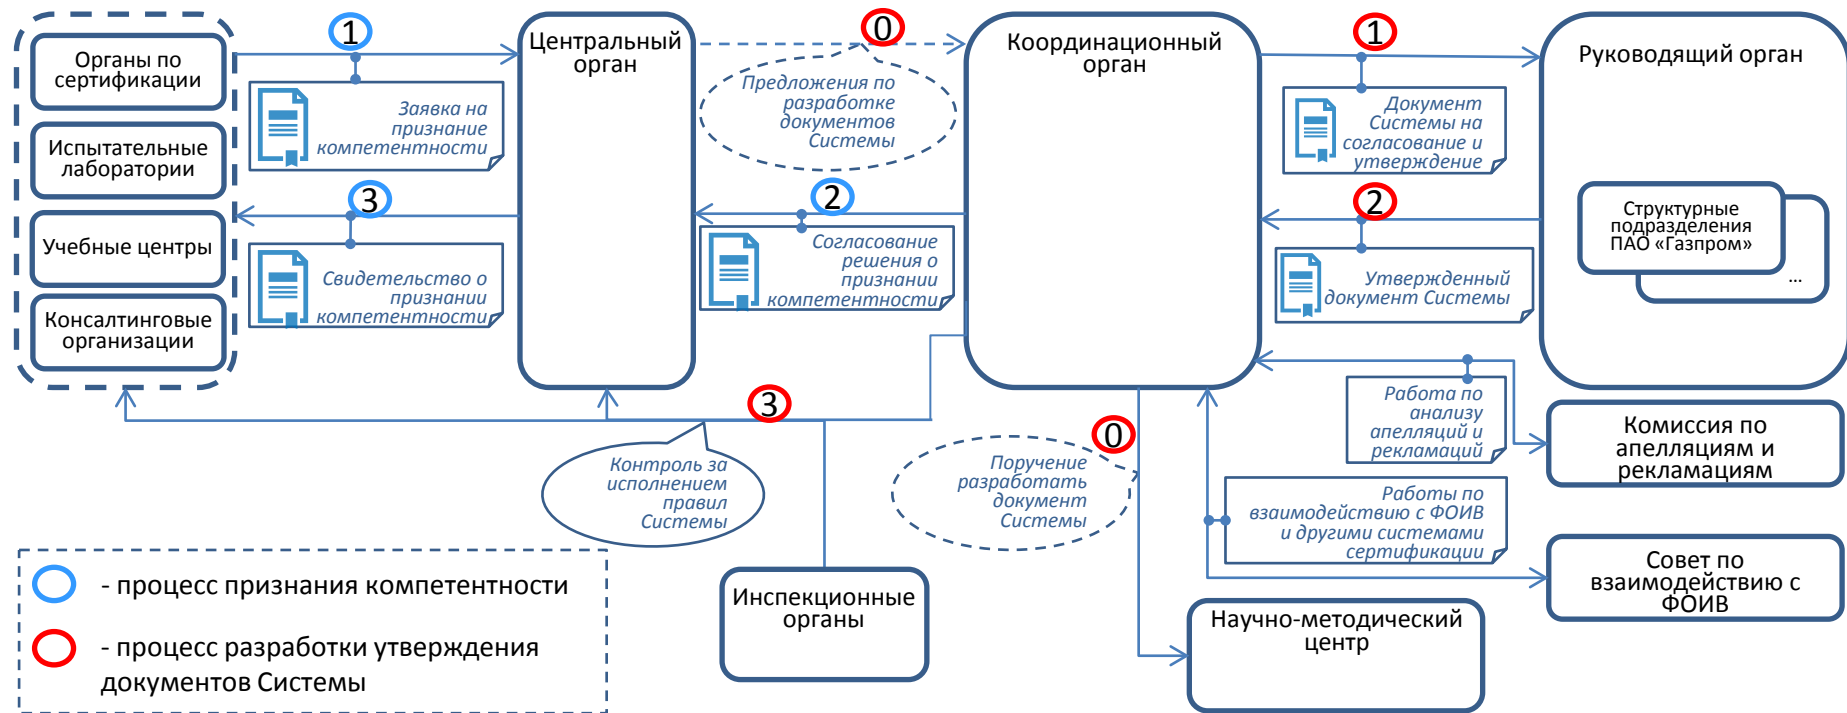 Органы по
сертификации
Испытательные
лаборатории
Учебные центры
Консалтинговые
организации
1
Заявка на
признание
компетентности
3
Свидетельство о
признании
компетентности
Центральный
орган
0
Предложения по
разработке
документов
Системы
2
Согласование
решения о
признании
компетентности
Координационный
орган
1
Документ
Системы на
согласование и
утверждение
2
Утвержденный
документ Системы
Руководящий орган
Структурные
подразделения
ПАО «Газпром»
...
3
Контроль за
исполнением
правил
Системы
0
Поручение
разработать
документ
Системы
Работа по
анализу
апелляций и
рекламаций
Работы по
взаимодействию с ФОИВ
и другими системами
сертификации
Комиссия по
апелляциям и
рекламациям
Совет по
взаимодействию с
ФОИВ
Инспекционные
органы
Научно-методический
центр
- процесс признания компетентности
- процесс разработки утверждения
документов Системы